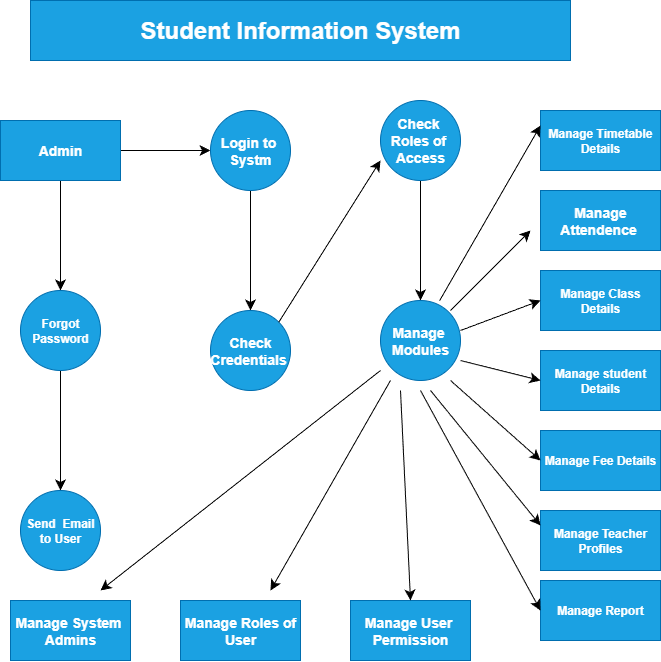 Student Information System
Admin
Login to
Systm
Check
Roles of
Access
Manage Timetable
Details
Manage
Attendence
Manage Class
Details
Forgot
Password
Check
Credentials
Manage
Modules
Manage student
Details
Manage Fee Details
Send Email
to User
Manage Teacher
Profiles
Manage System
Admins
Manage Roles of
User
Manage User
Permission
Manage Report